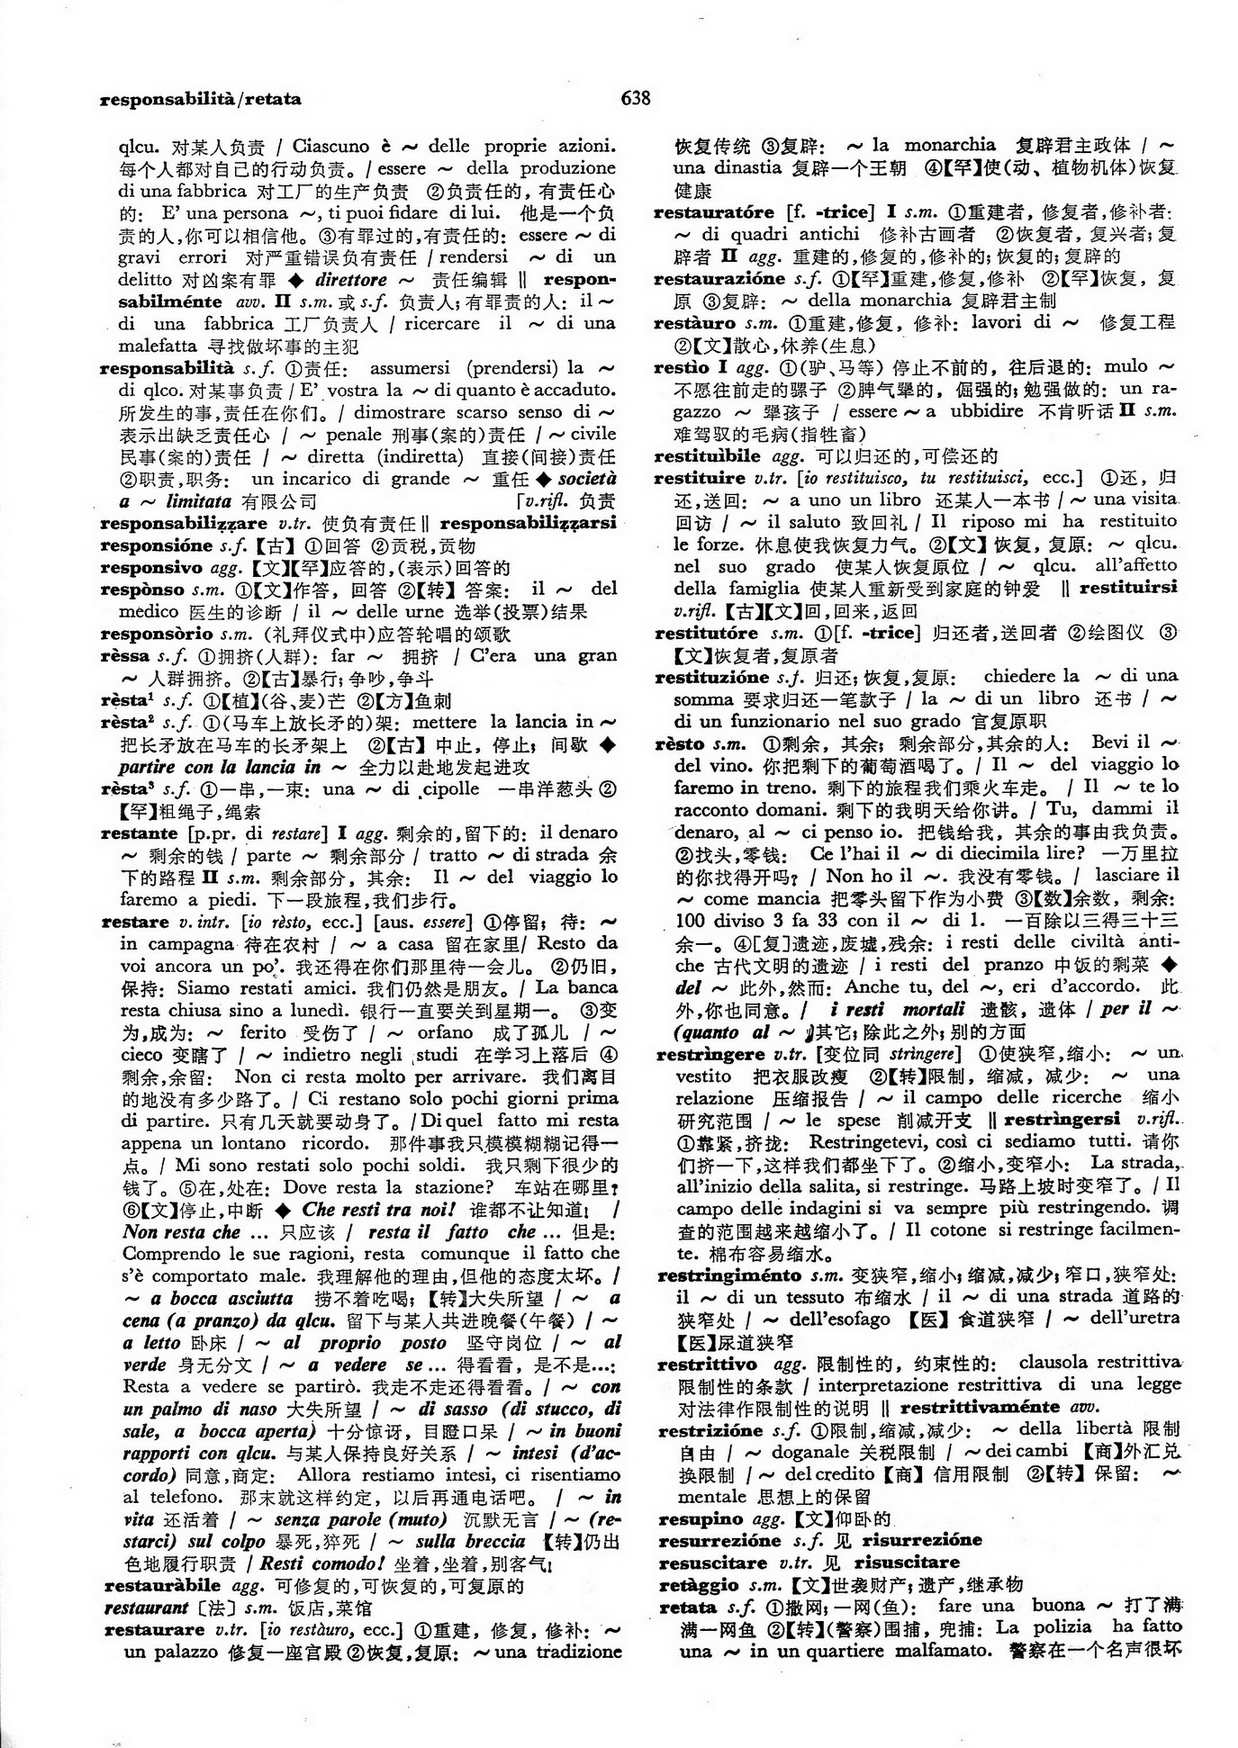 responsabilità/retata
638
qlcu. 对某人负责 / Ciascuno è ～ delle proprie azioni.
每个人都对自己的行动负责。/ essere ～ della produzione
di una fabbrica 对工厂的生产负责 ②负责任的, 有责任心
的: E' una persona ～, ti puoi fidare di lui. 他是一个负
责的人,你可以相信他。③有罪过的,有责任的: essere ～ di
gravi errori 对严重错误负有责任 / rendersi ～ di un
delitto 对凶案有罪 ◆ direttore ～ 责任编辑 ‖ respon-
sabilménte avv. II s.m. 或 s.f. 负责人; 有罪责的人: il ～
di una fabbrica 工厂负责人 / ricercare il ～ di una
malefatta 寻找做坏事的主犯
responsabilità s.f. ①责任: assumersi (prendersi) la ～
di qlco. 对某事负责 / E' vostra la ～ di quanto è accaduto.
所发生的事,责任在你们。/ dimostrare scarso senso di ～
表示出缺乏责任心 / ～ penale 刑事(案的)责任 / ～ civile
民事(案的)责任 / ～ diretta (indiretta) 直接(间接)责任
②职责,职务: un incarico di grande ～ 重任 ◆ società
a ～ limitata 有限公司 「v.rifl. 负责
responsabiliẓẓare v.tr. 使负有责任 ‖ responsabiliẓẓarsi
responsióne s.f.【古】①回答 ②贡税,贡物
responsivo agg.【文】【罕】应答的,(表示)回答的
respònso s.m. ①【文】作答, 回答 ②【转】答案: il ～ del
medico 医生的诊断 / il ～ delle urne 选举(投票)结果
responsòrio s.m. (礼拜仪式中)应答轮唱的颂歌
rèssa s.f. ①拥挤(人群): far ～ 拥挤 / C'era una gran
～ 人群拥挤。②【古】暴行; 争吵,争斗
rèsta¹ s.f. ①【植】(谷、麦)芒 ②【方】鱼刺
rèsta² s.f. ①(马车上放长矛的)架: mettere la lancia in ～
把长矛放在马车的长矛架上 ②【古】中止, 停止; 间歇 ◆
partire con la lancia in ～ 全力以赴地发起进攻
rèsta³ s.f. ①一串,一束: una ～ di cipolle 一串洋葱头 ②
【罕】粗绳子,绳索
restante [p.pr. di restare] I agg. 剩余的,留下的: il denaro
～ 剩余的钱 / parte ～ 剩余部分 / tratto ～ di strada 余
下的路程 II s.m. 剩余部分, 其余: Il ～ del viaggio lo
faremo a piedi. 下一段旅程,我们步行。
restare v.intr. [io rèsto, ecc.] [aus. essere] ①停留; 待: ～
in campagna 待在农村 / ～ a casa 留在家里/ Resto da
voi ancora un po'. 我还得在你们那里待一会儿。 ②仍旧,
保持: Siamo restati amici. 我们仍然是朋友。/ La banca
resta chiusa sino a lunedì. 银行一直要关到星期一。 ③变
为,成为: ～ ferito 受伤了 / ～ orfano 成了孤儿 / ～
cieco 变瞎了 / ～ indietro negli studi 在学习上落后 ④
剩余,余留: Non ci resta molto per arrivare. 我们离目
的地没有多少路了。/ Ci restano solo pochi giorni prima
di partire. 只有几天就要动身了。/ Di quel fatto mi resta
appena un lontano ricordo. 那件事我只模模糊糊记得一
点。/ Mi sono restati solo pochi soldi. 我只剩下很少的
钱了。⑤在,处在: Dove resta la stazione? 车站在哪里?
⑥【文】停止,中断 ◆ Che resti tra noi! 谁都不让知道! /
Non resta che … 只应该 / resta il fatto che … 但是:
Comprendo le sue ragioni, resta comunque il fatto che
s'è comportato male. 我理解他的理由,但他的态度太坏。/
～ a bocca asciutta 捞不着吃喝;【转】大失所望 / ～ a
cena (a pranzo) da qlcu. 留下与某人共进晚餐(午餐) / ～
a letto 卧床 / ～ al proprio posto 坚守岗位 / ～ al
verde 身无分文 / ～ a vedere se … 得看看, 是不是…:
Resta a vedere se partirò. 我走不走还得看看。/ ～ con
un palmo di naso 大失所望 / ～ di sasso (di stucco, di
sale, a bocca aperta) 十分惊讶, 目瞪口呆 / ～ in buoni
rapporti con qlcu. 与某人保持良好关系 / ～ intesi (d'ac-
cordo) 同意,商定: Allora restiamo intesi, ci risentiamo
al telefono. 那末就这样约定, 以后再通电话吧。 / ～ in
vita 还活着 / ～ senza parole (muto) 沉默无言 / ～ (re-
starci) sul colpo 暴死,猝死 / ～ sulla breccia 【转】仍出
色地履行职责 / Resti comodo! 坐着,坐着,别客气!
restauràbile agg. 可修复的,可恢复的,可复原的
restaurant〔法〕s.m. 饭店,菜馆
restaurare v.tr. [io restàuro, ecc.] ①重建, 修复, 修补: ～
un palazzo 修复一座宫殿 ②恢复,复原: ～ una tradizione
恢复传统 ③复辟: ～ la monarchia 复辟君主政体 / ～
una dinastia 复辟一个王朝 ④【罕】使(动、植物机体)恢复
健康
restauratóre [f. -trice] I s.m. ①重建者, 修复者,修补者:
～ di quadri antichi 修补古画者 ②恢复者, 复兴者; 复
辟者 II agg. 重建的,修复的,修补的; 恢复的; 复辟的
restaurazióne s.f. ①【罕】重建,修复,修补 ②【罕】恢复, 复
原 ③复辟: ～ della monarchia 复辟君主制
restàuro s.m. ①重建,修复, 修补: lavori di ～ 修复工程
②【文】散心,休养(生息)
restìo I agg. ①(驴、马等) 停止不前的, 往后退的: mulo ～
不愿往前走的骡子 ②脾气犟的, 倔强的; 勉强做的: un ra-
gazzo ～ 犟孩子 / essere ～ a ubbidire 不肯听话 II s.m.
难驾驭的毛病(指牲畜)
restituìbile agg. 可以归还的,可偿还的
restituire v.tr. [io restituisco, tu restituisci, ecc.] ①还, 归
还,送回: ～ a uno un libro 还某人一本书 / ～ una visita
回访 / ～ il saluto 致回礼 / Il riposo mi ha restituito
le forze. 休息使我恢复力气。②【文】恢复, 复原: ～ qlcu.
nel suo grado 使某人恢复原位 / ～ qlcu. all'affetto
della famiglia 使某人重新受到家庭的钟爱 ‖ restituirsi
v.rifl.【古】【文】回,回来,返回
restitutóre s.m. ①[f. -trice] 归还者,送回者 ②绘图仪 ③
【文】恢复者,复原者
restituzióne s.f. 归还; 恢复,复原: chiedere la ～ di una
somma 要求归还一笔款子 / la ～ di un libro 还书 / ～
di un funzionario nel suo grado 官复原职
rèsto s.m. ①剩余, 其余; 剩余部分,其余的人: Bevi il ～
del vino. 你把剩下的葡萄酒喝了。/ Il ～ del viaggio lo
faremo in treno. 剩下的旅程我们乘火车走。 / Il ～ te lo
racconto domani. 剩下的我明天给你讲。/ Tu, dammi il
denaro, al ～ ci penso io. 把钱给我, 其余的事由我负责。
②找头,零钱: Ce l'hai il ～ di diecimila lire? 一万里拉
的你找得开吗? / Non ho il ～. 我没有零钱。/ lasciare il
～ come mancia 把零头留下作为小费 ③【数】余数, 剩余:
100 diviso 3 fa 33 con il ～ di 1. 一百除以三得三十三
余一。④[复]遗迹,废墟,残余: i resti delle civiltà anti-
che 古代文明的遗迹 / i resti del pranzo 中饭的剩菜 ◆
del ～ 此外,然而: Anche tu, del ～, eri d'accordo. 此
外,你也同意。/ i resti mortali 遗骸, 遗体 / per il ～
(quanto al ～)其它; 除此之外; 别的方面
restrìngere v.tr. [变位同 strìngere] ①使狭窄,缩小: ～ un
vestito 把衣服改瘦 ②【转】限制, 缩减, 减少: ～ una
relazione 压缩报告 / ～ il campo delle ricerche 缩小
研究范围 / ～ le spese 削减开支 ‖ restrìngersi v.rifl.
①靠紧,挤拢: Restringetevi, così ci sediamo tutti. 请你
们挤一下,这样我们都坐下了。②缩小,变窄小: La strada,
all'inizio della salita, si restringe. 马路上坡时变窄了。/ Il
campo delle indagini si va sempre più restringendo. 调
查的范围越来越缩小了。/ Il cotone si restringe facilmen-
te. 棉布容易缩水。
restringiménto s.m. 变狭窄,缩小; 缩减,减少; 窄口,狭窄处:
il ～ di un tessuto 布缩水 / il ～ di una strada 道路的
狭窄处 / ～ dell'esofago 【医】食道狭窄 / ～ dell'uretra
【医】尿道狭窄
restrittivo agg. 限制性的, 约束性的: clausola restrittiva
限制性的条款 / interpretazione restrittiva di una legge
对法律作限制性的说明 ‖ restrittivaménte avv.
restrizióne s.f. ①限制,缩减,减少: ～ della libertà 限制
自由 / ～ doganale 关税限制 / ～ dei cambi 【商】外汇兑
换限制 / ～ del credito【商】信用限制 ②【转】保留: ～
mentale 思想上的保留
resupino agg.【文】仰卧的
resurrezióne s.f. 见 risurrezióne
resuscitare v.tr. 见 risuscitare
retàggio s.m.【文】世袭财产; 遗产,继承物
retata s.f. ①撒网; 一网(鱼): fare una buona ～ 打了满
满一网鱼 ②【转】(警察)围捕, 兜捕: La polizia ha fatto
una ～ in un quartiere malfamato. 警察在一个名声很坏